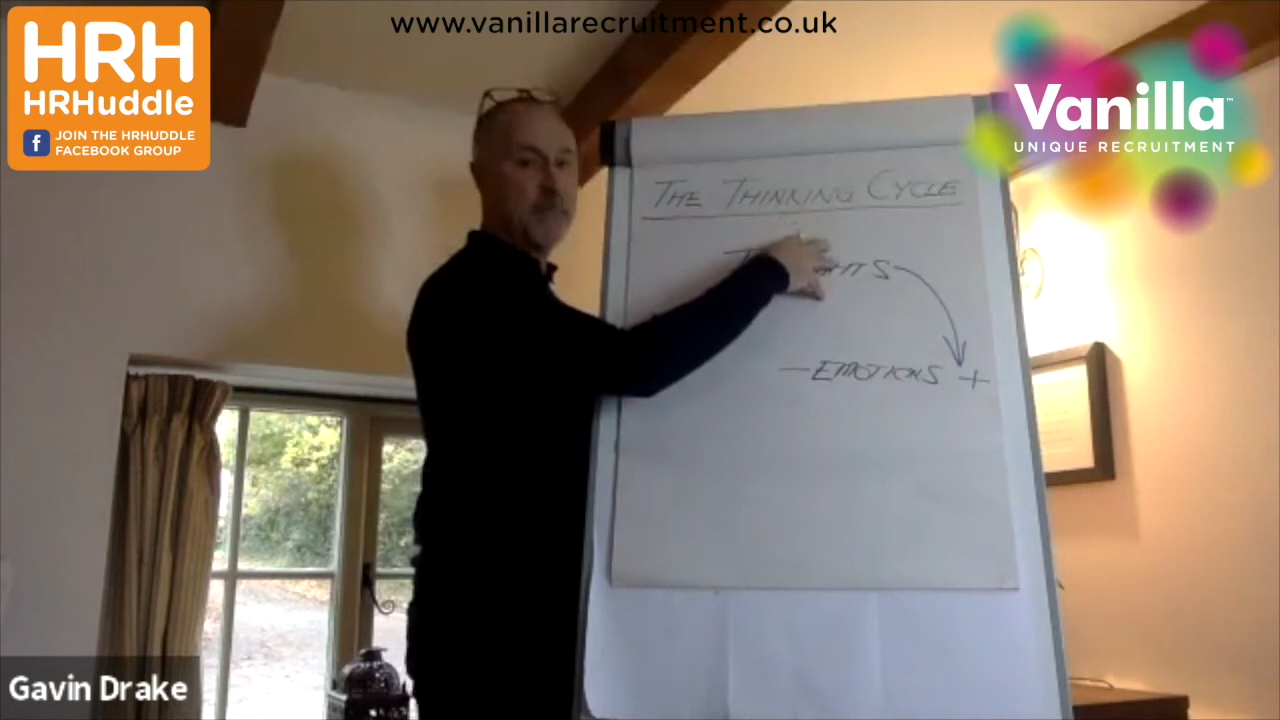 www.vanillarecruitment.co.uk
HRH
HRHuddle
f JOIN THE HRHUDDLE
FACEBOOK GROUP
Vanilla™
UNIQUE RECRUITMENT
THE THINKING CYCLE
— EMOTIONS +
Gavin Drake